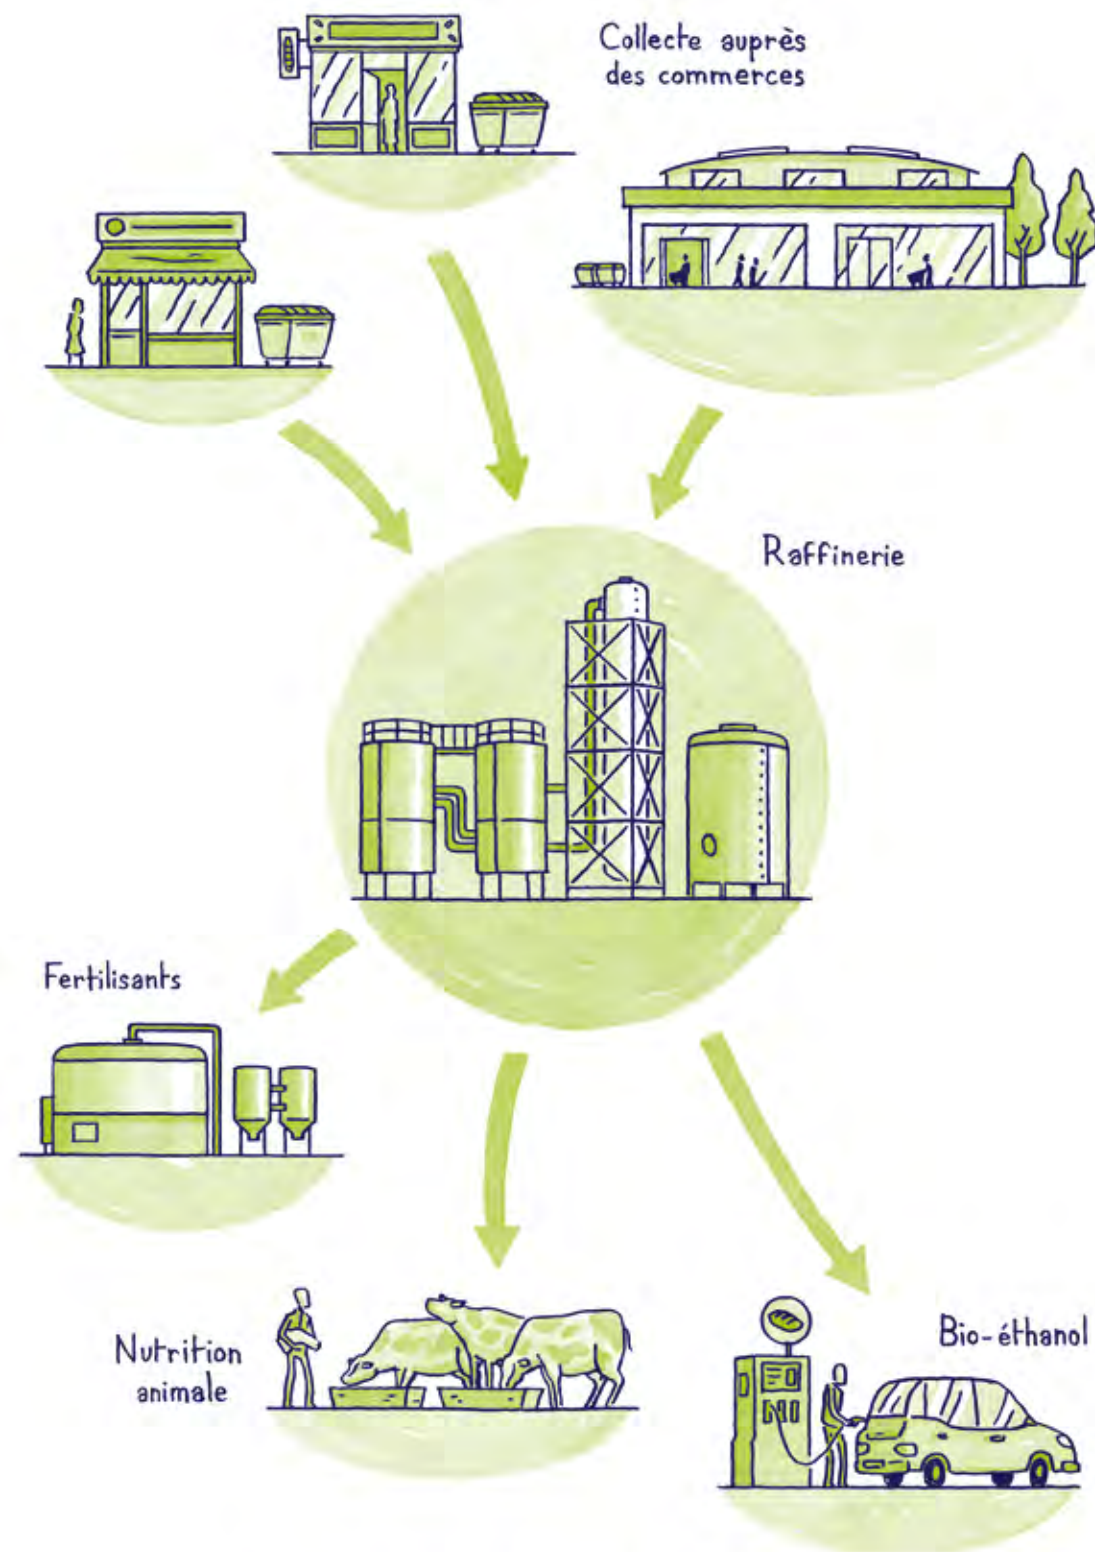 Collecte auprès
des commerces
Raffinerie
Fertilisants
Nutrition
animale
Bio-éthanol